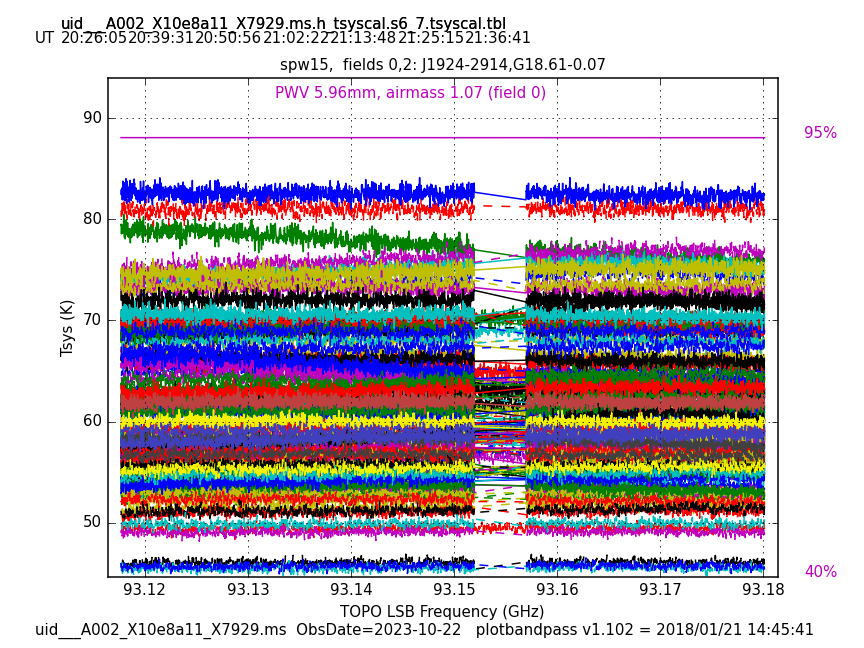 uid___A002_X10e8a11_X7929.ms.h_tsyscal.s6_7.tsyscal.tbl
UT 20:26:05 20:39:31 20:50:56 21:02:22 21:13:48 21:25:15 21:36:41
spw15, fields 0,2: J1924-2914,G18.61-0.07
PWV 5.96mm, airmass 1.07 (field 0)
95%
90
80
70
60
50
Tsys (K)
40%
93.12 93.13 93.14 93.15 93.16 93.17 93.18
TOPO LSB Frequency (GHz)
uid___A002_X10e8a11_X7929.ms ObsDate=2023-10-22 plotbandpass v1.102 = 2018/01/21 14:45:41